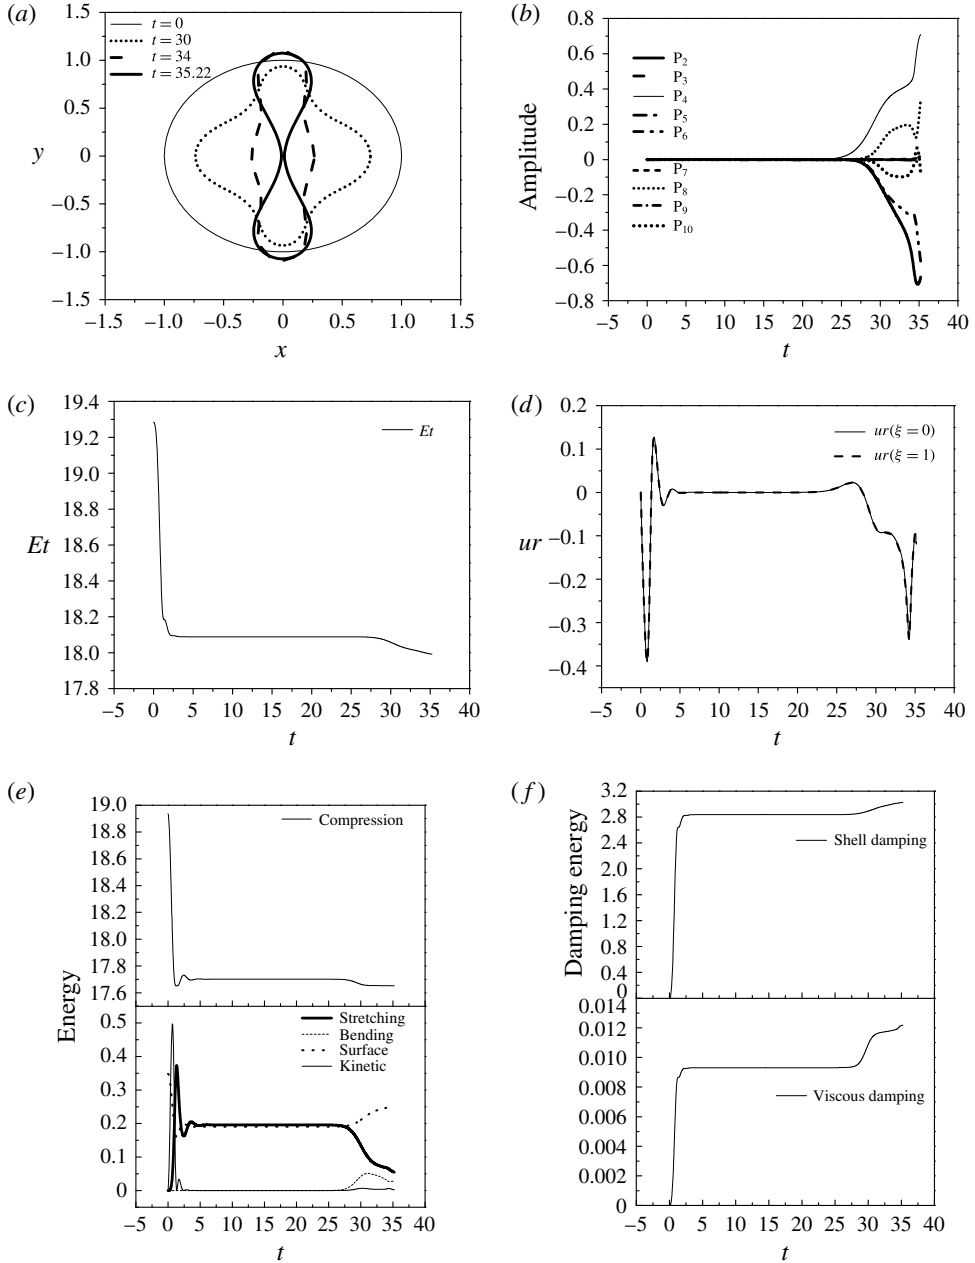 (a)
t = 0
t = 30
t = 34
t = 35.22
1.5
1.0
0.5
0
−0.5
−1.0
−1.5
y
−1.5 −1.0 −0.5 0 0.5 1.0 1.5
x
(b)
0.8
0.6
0.4
0.2
0
−0.2
−0.4
−0.6
−0.8
Amplitude
P2
P3
P4
P5
P6
P7
P8
P9
P10
−5 0 5 10 15 20 25 30 35 40
t
(c)
19.4
19.2
19.0
18.8
18.6
18.4
18.2
18.0
17.8
Et
Et
−5 0 5 10 15 20 25 30 35 40
t
(d)
0.2
0.1
0
−0.1
−0.2
−0.3
−0.4
ur
ur(ξ = 0)
ur(ξ = 1)
−5 0 5 10 15 20 25 30 35 40
t
(e)
19.0
18.8
18.6
18.4
18.2
18.0
17.8
17.6
Compression
Energy
0.5
0.4
0.3
0.2
0.1
0
Stretching
Bending
Surface
Kinetic
−5 0 5 10 15 20 25 30 35 40
t
(f)
3.2
2.8
2.4
2.0
1.6
1.2
0.8
0.4
0
Damping energy
Shell damping
0.014
0.012
0.010
0.008
0.006
0.004
0.002
0
Viscous damping
−5 0 5 10 15 20 25 30 35 40
t